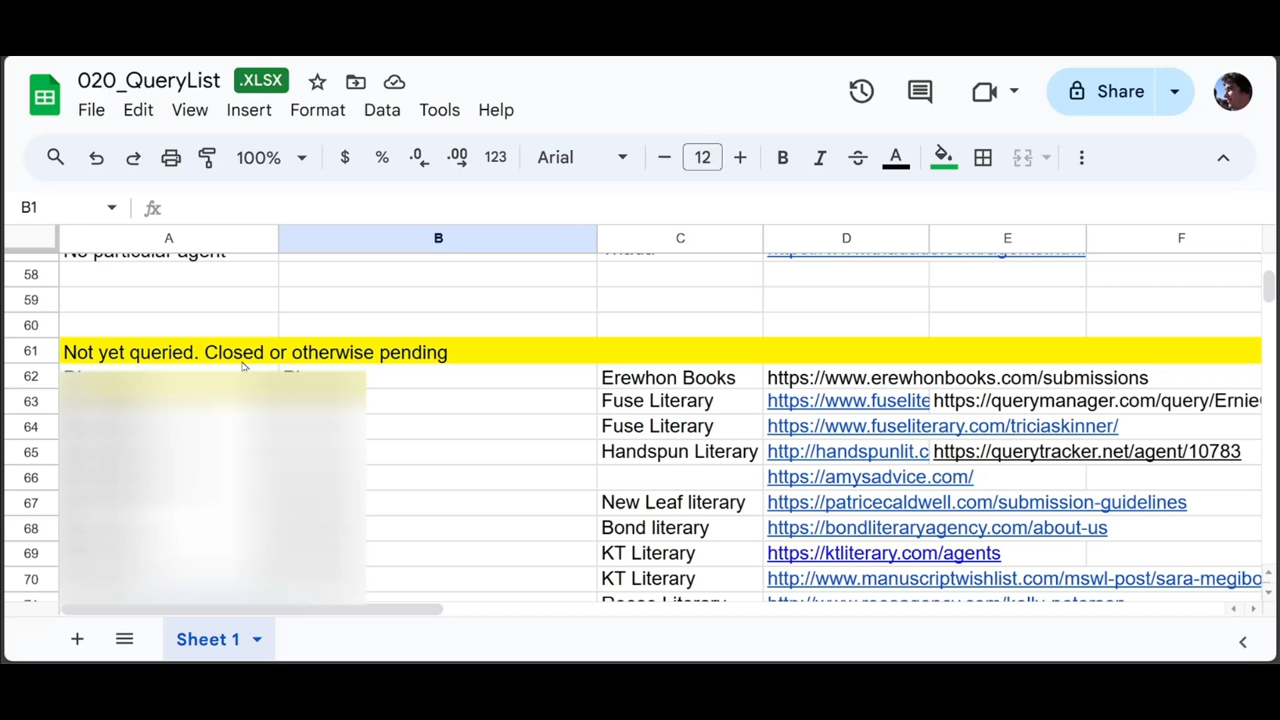 020_QueryList .XLSX
File Edit View Insert Format Data Tools Help
Share
100% $ % .0 .00 123 Arial 12 B I A
B1 fx
A B C D E F
No particular agent
58
59
60
61 Not yet queried. Closed or otherwise pending
62 Erewhon Books https://www.erewhonbooks.com/submissions
63 Fuse Literary https://www.fuselite https://querymanager.com/query/Ernie
64 Fuse Literary https://www.fuseliterary.com/triciaskinner/
65 Handspun Literary http://handspunlit.c https://querytracker.net/agent/10783
66 https://amysadvice.com/
67 New Leaf literary https://patricecaldwell.com/submission-guidelines
68 Bond literary https://bondliteraryagency.com/about-us
69 KT Literary https://ktliterary.com/agents
70 KT Literary http://www.manuscriptwishlist.com/mswl-post/sara-megibo
Sheet 1